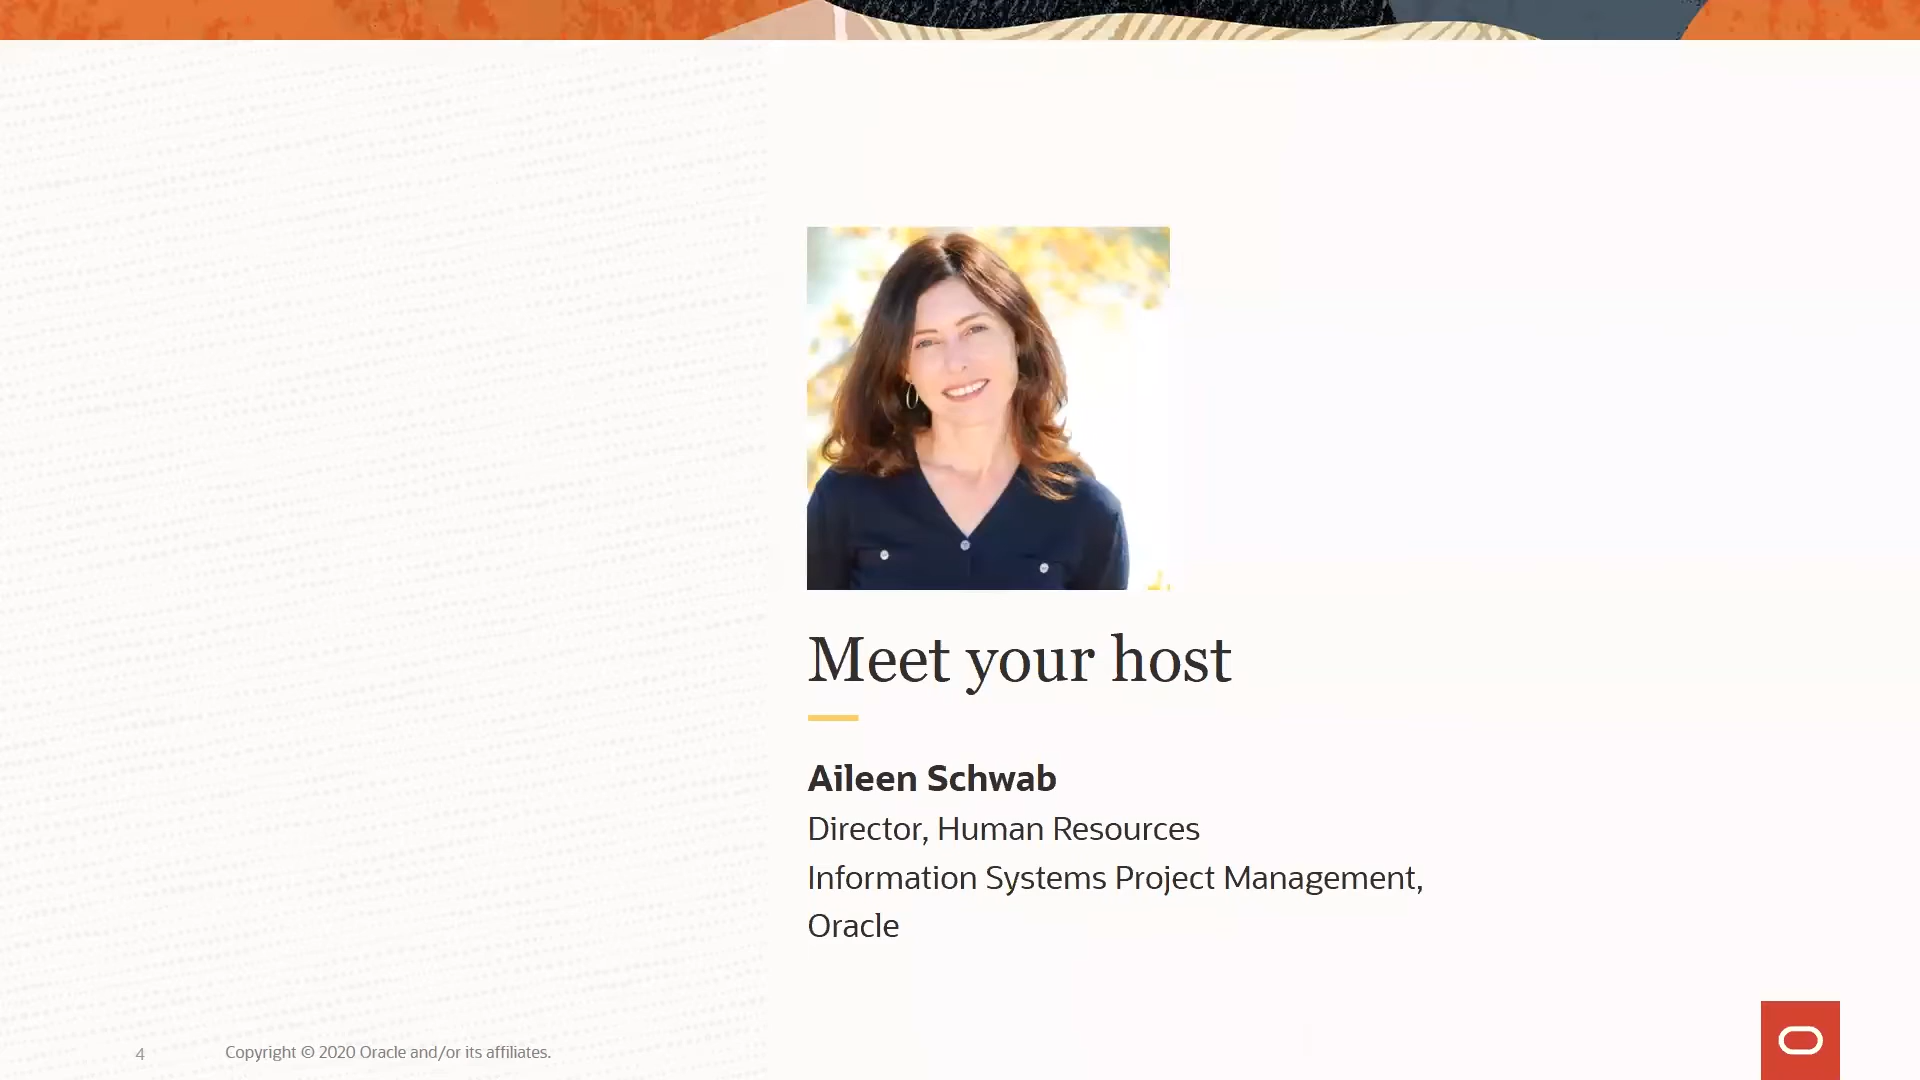 Meet your host
Aileen Schwab
Director, Human Resources
Information Systems Project Management,
Oracle
4
Copyright © 2020 Oracle and/or its affiliates.